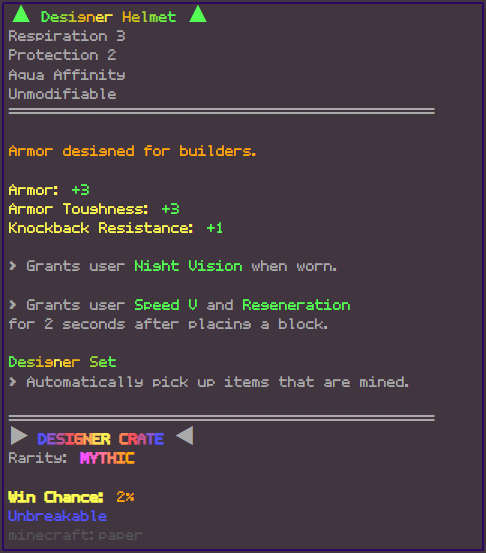 ▲ Designer Helmet ▲
Respiration 3
Protection 2
Aqua Affinity
Unmodifiable
Armor designed for builders.
Armor: +3
Armor Toughness: +3
Knockback Resistance: +1
> Grants user Night Vision when worn.
> Grants user Speed V and Regeneration
for 2 seconds after placing a block.
Designer Set
> Automatically pick up items that are mined.
▶ DESIGNER CRATE ◀
Rarity: MYTHIC
Win Chance: 2%
Unbreakable
minecraft:paper